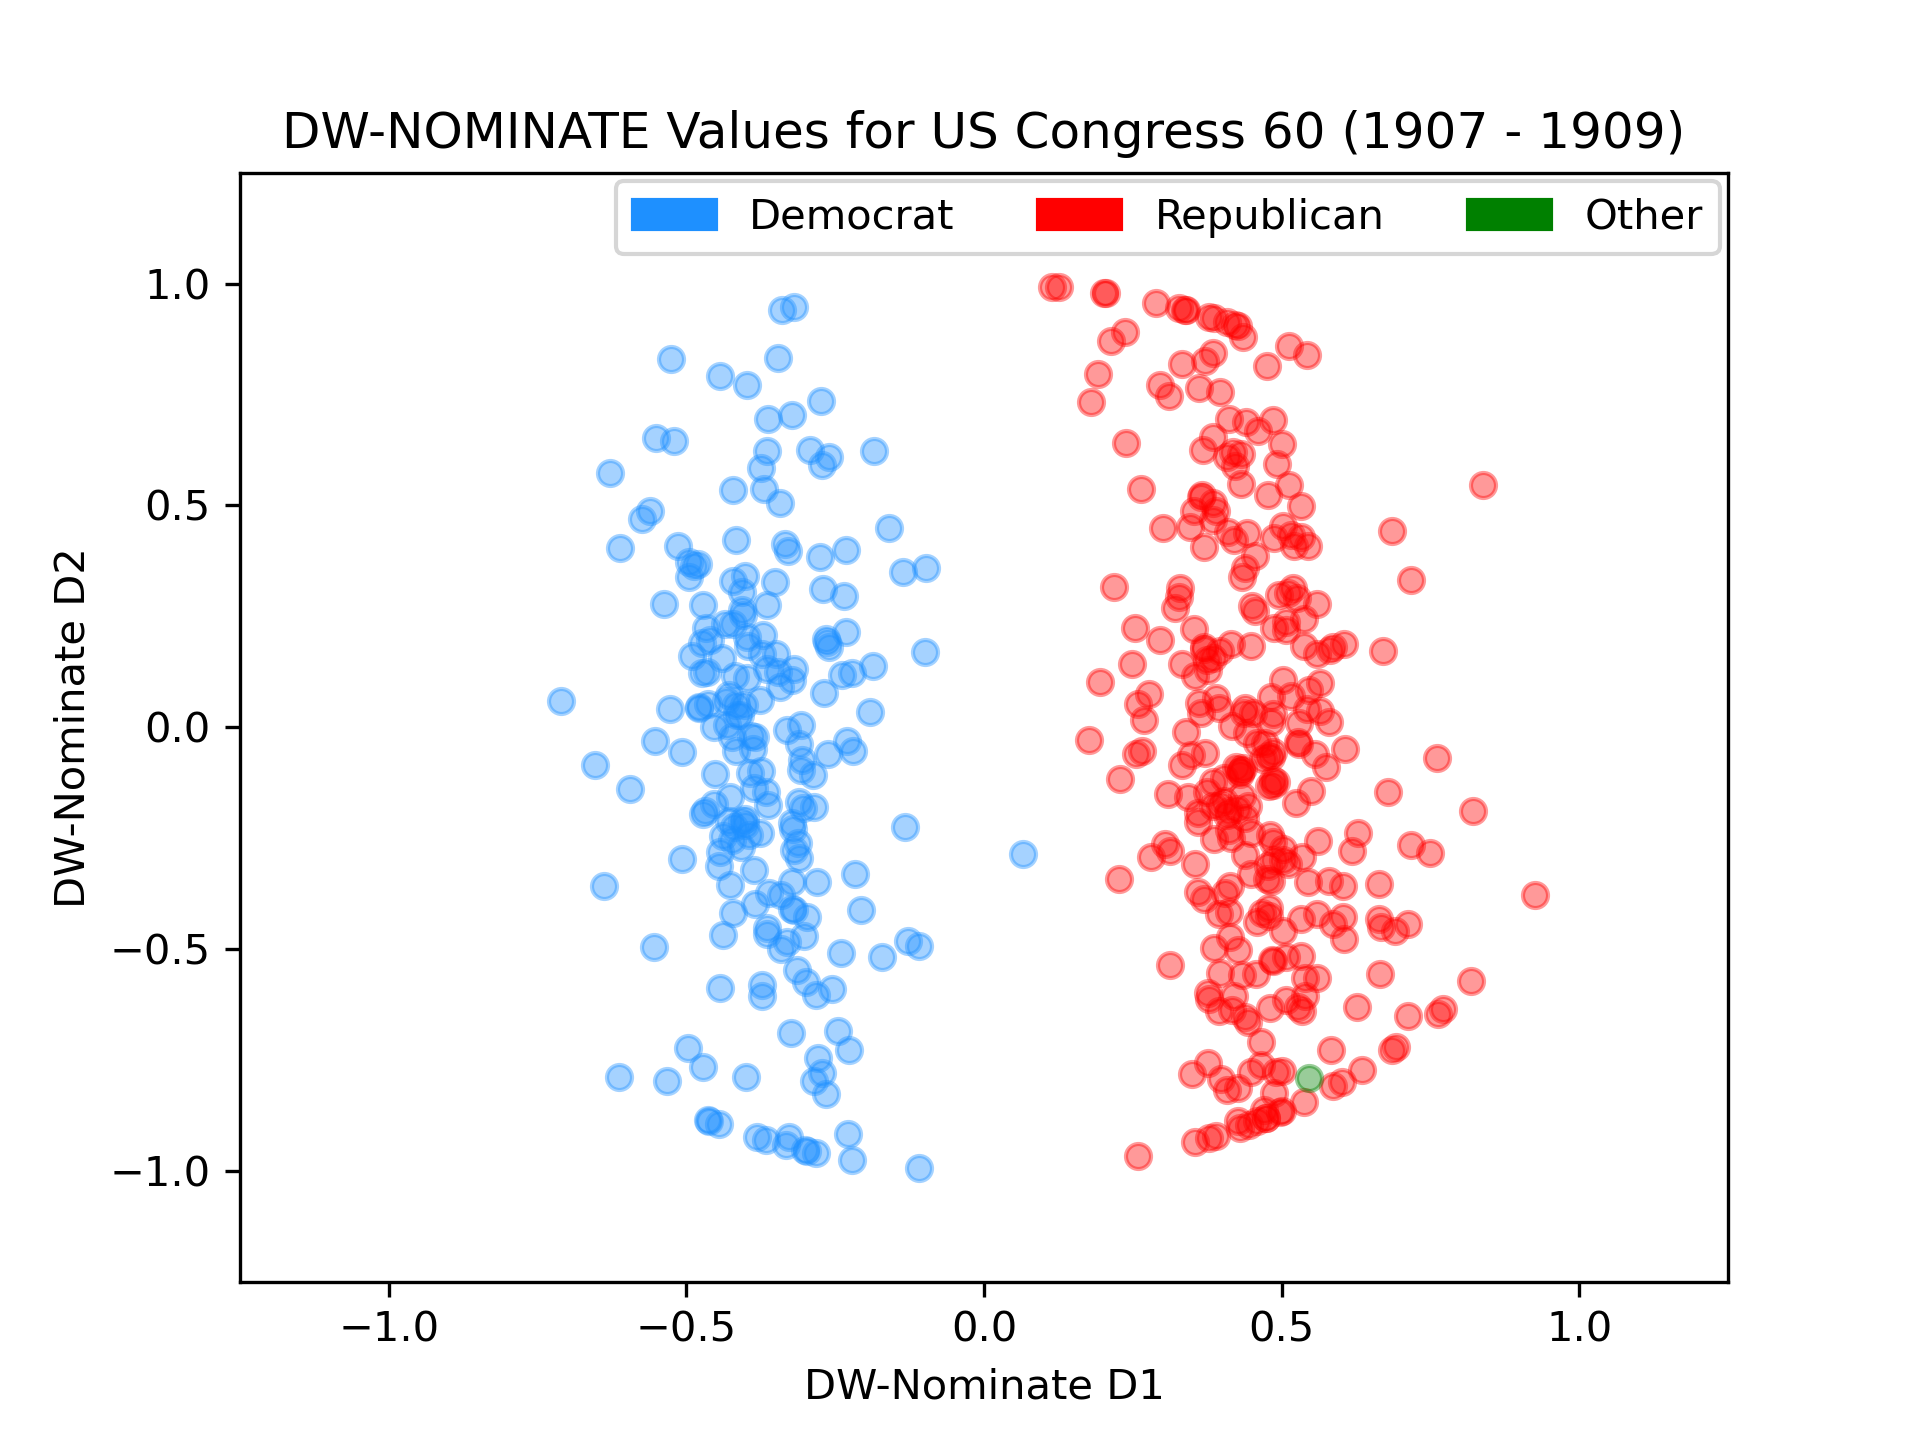 DW-NOMINATE Values for US Congress 60 (1907 - 1909)
Democrat Republican Other
1.0
0.5
0.0
−0.5
−1.0
DW-Nominate D2
−1.0 −0.5 0.0 0.5 1.0
DW-Nominate D1